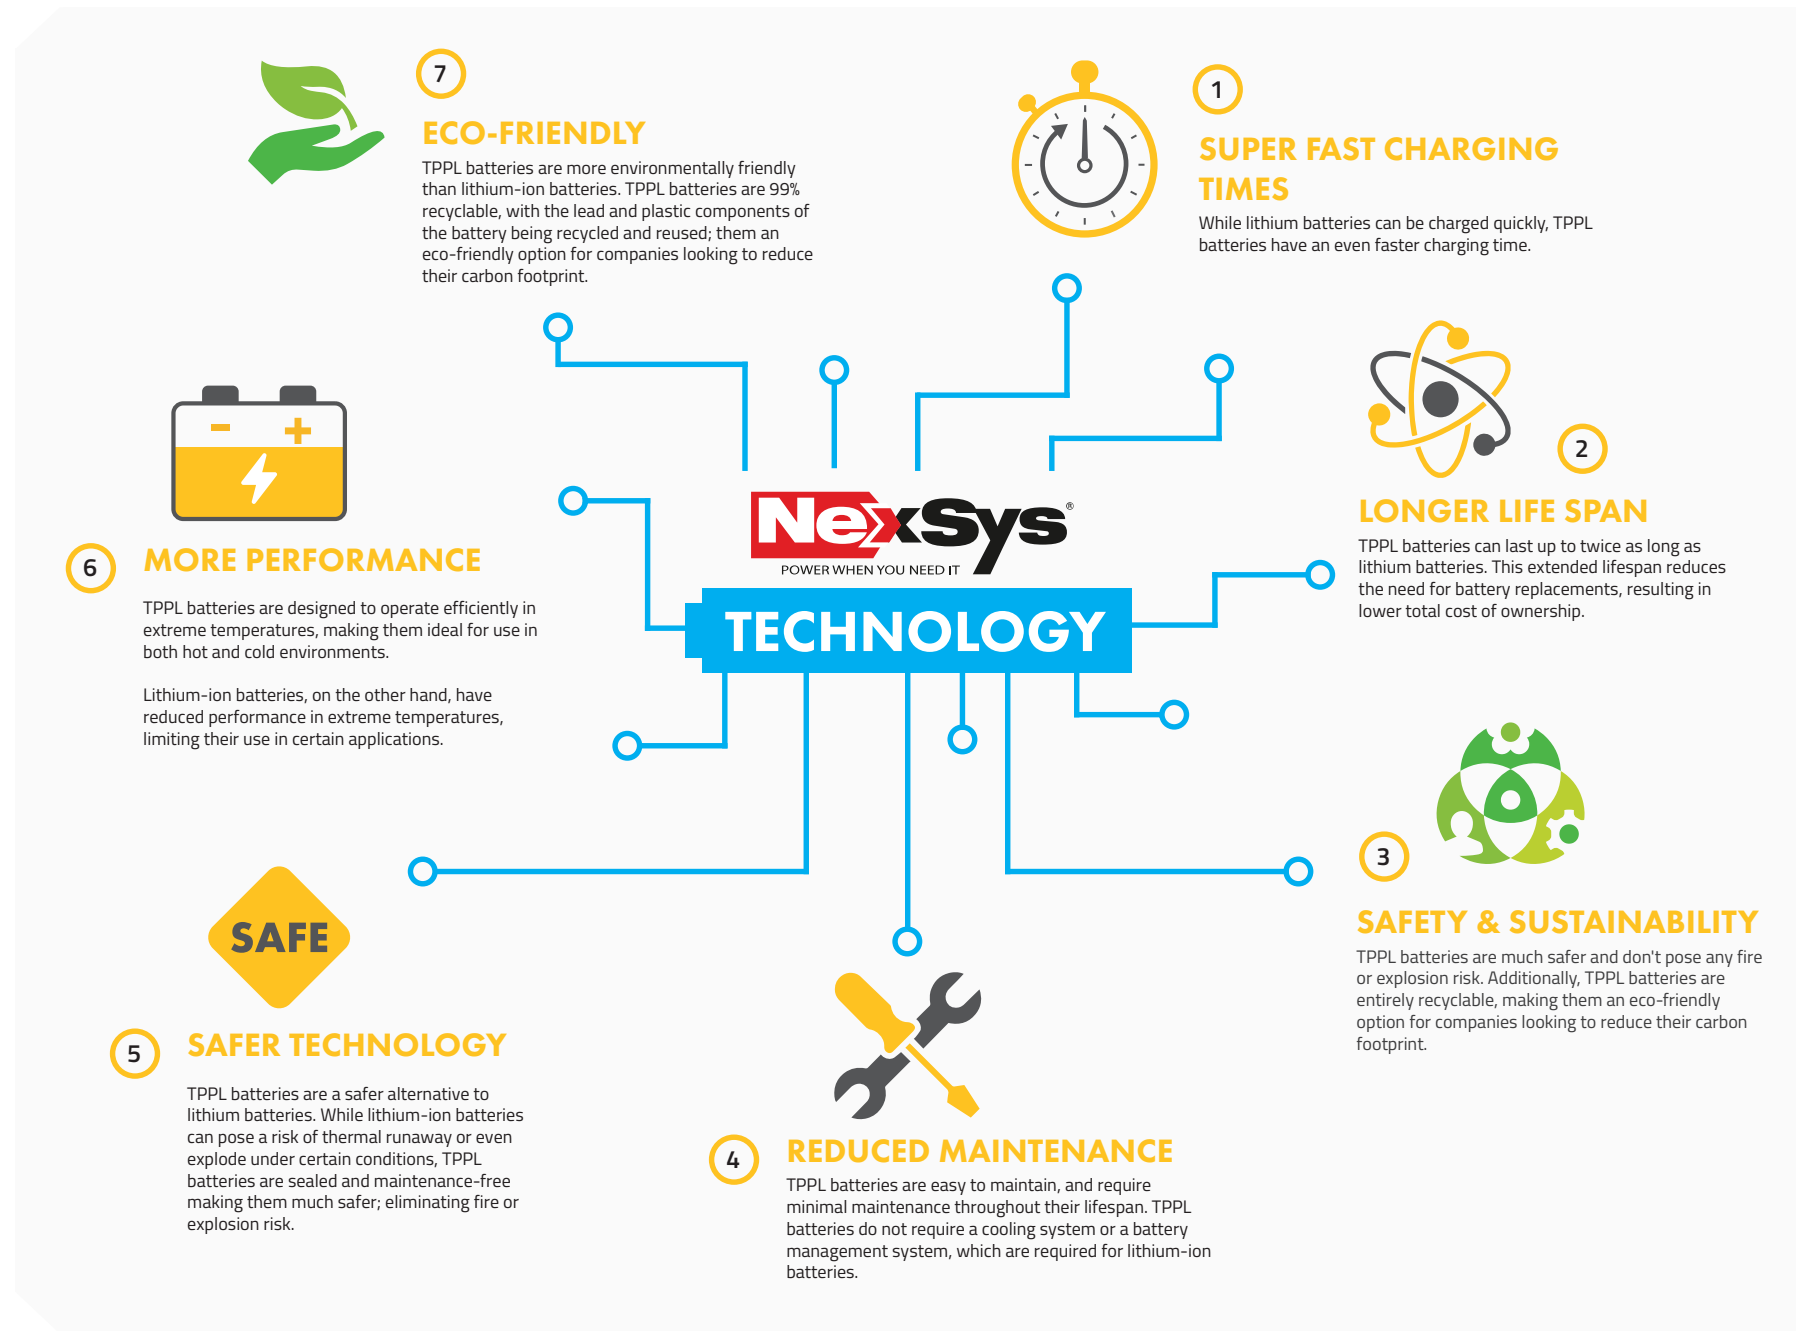 7
ECO-FRIENDLY
TPPL batteries are more environmentally friendly
than lithium-ion batteries. TPPL batteries are 99%
recyclable, with the lead and plastic components of
the battery being recycled and reused; them an
eco-friendly option for companies looking to reduce
their carbon footprint.
1
SUPER FAST CHARGING
TIMES
While lithium batteries can be charged quickly, TPPL
batteries have an even faster charging time.
2
LONGER LIFE SPAN
TPPL batteries can last up to twice as long as
lithium batteries. This extended lifespan reduces
the need for battery replacements, resulting in
lower total cost of ownership.
NexSys®
POWER WHEN YOU NEED IT
TECHNOLOGY
- +
6
MORE PERFORMANCE
TPPL batteries are designed to operate efficiently in
extreme temperatures, making them ideal for use in
both hot and cold environments.
Lithium-ion batteries, on the other hand, have
reduced performance in extreme temperatures,
limiting their use in certain applications.
3
SAFETY & SUSTAINABILITY
TPPL batteries are much safer and don't pose any fire
or explosion risk. Additionally, TPPL batteries are
entirely recyclable, making them an eco-friendly
option for companies looking to reduce their carbon
footprint.
SAFE
5
SAFER TECHNOLOGY
TPPL batteries are a safer alternative to
lithium batteries. While lithium-ion batteries
can pose a risk of thermal runaway or even
explode under certain conditions, TPPL
batteries are sealed and maintenance-free
making them much safer; eliminating fire or
explosion risk.
4
REDUCED MAINTENANCE
TPPL batteries are easy to maintain, and require
minimal maintenance throughout their lifespan. TPPL
batteries do not require a cooling system or a battery
management system, which are required for lithium-ion
batteries.